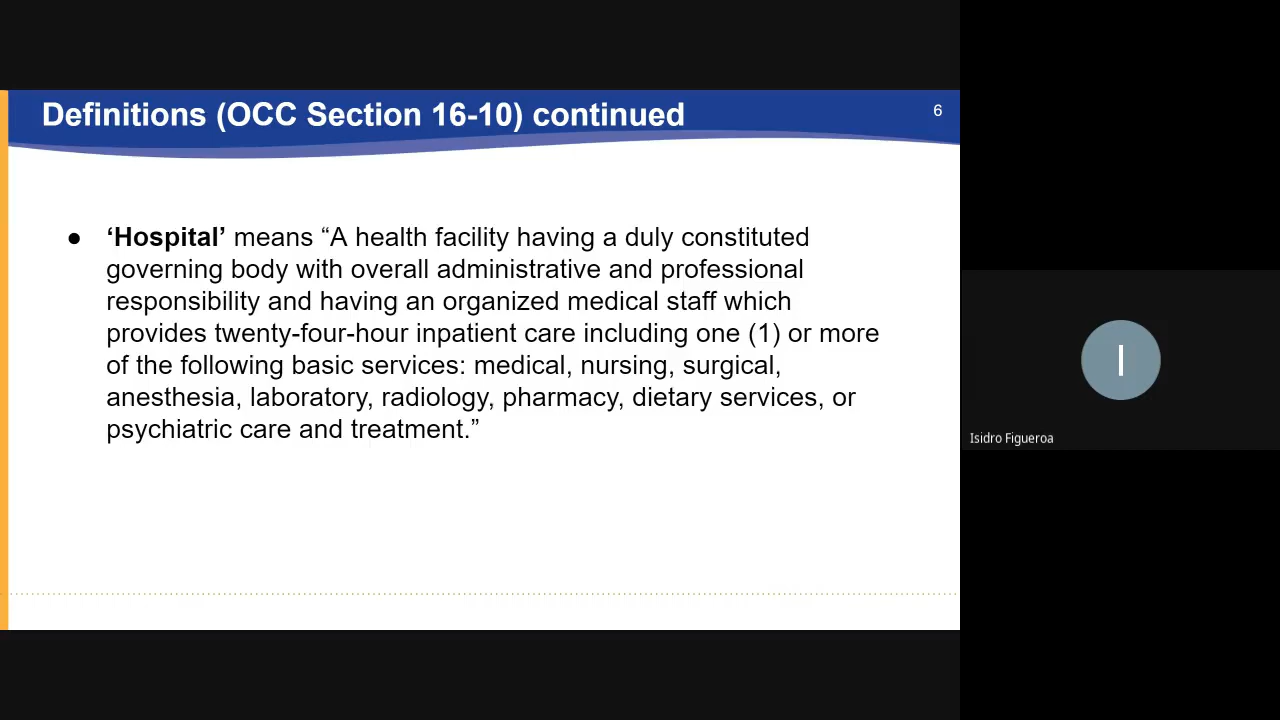 Definitions (OCC Section 16-10) continued
6
● ‘Hospital’ means “A health facility having a duly constituted
governing body with overall administrative and professional
responsibility and having an organized medical staff which
provides twenty-four-hour inpatient care including one (1) or more
of the following basic services: medical, nursing, surgical,
anesthesia, laboratory, radiology, pharmacy, dietary services, or
psychiatric care and treatment.”
I
Isidro Figueroa